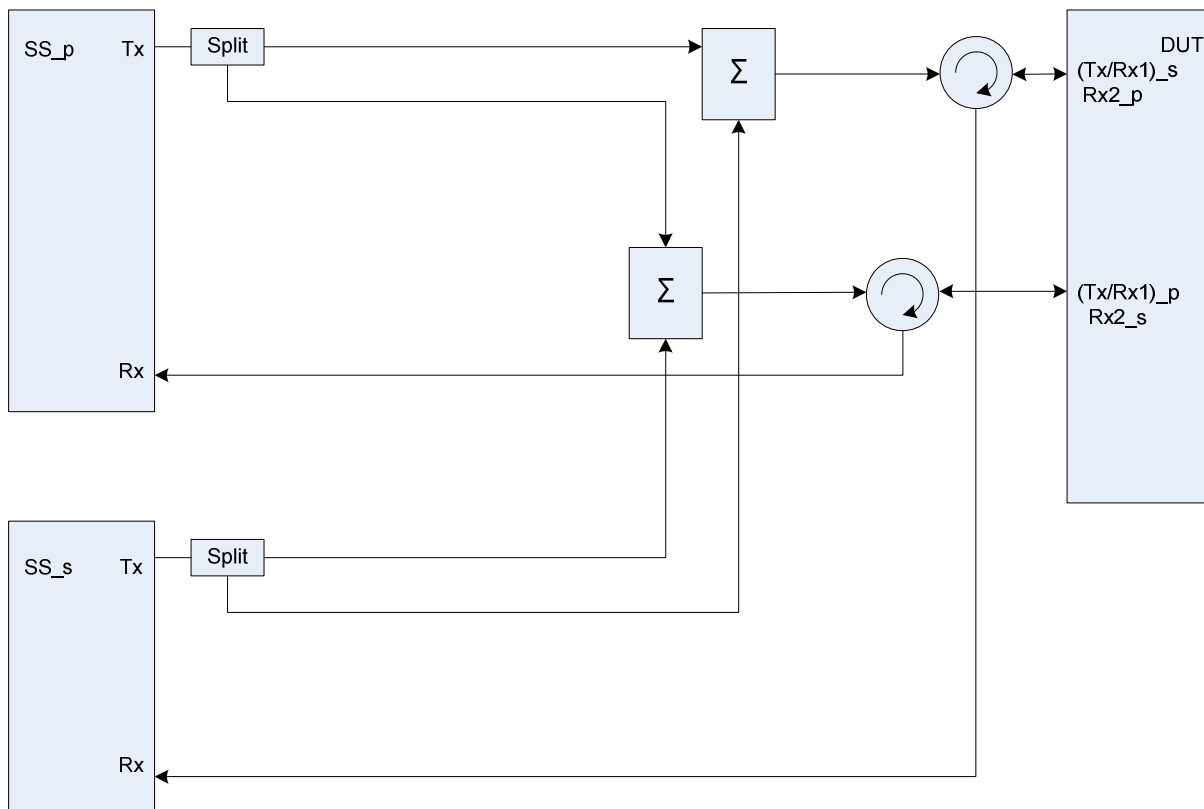 SS_p Tx
Split
Σ
DUT
(Tx/Rx1)_s
Rx2_p
Σ
(Tx/Rx1)_p
Rx2_s
Rx
SS_s Tx
Split
Rx